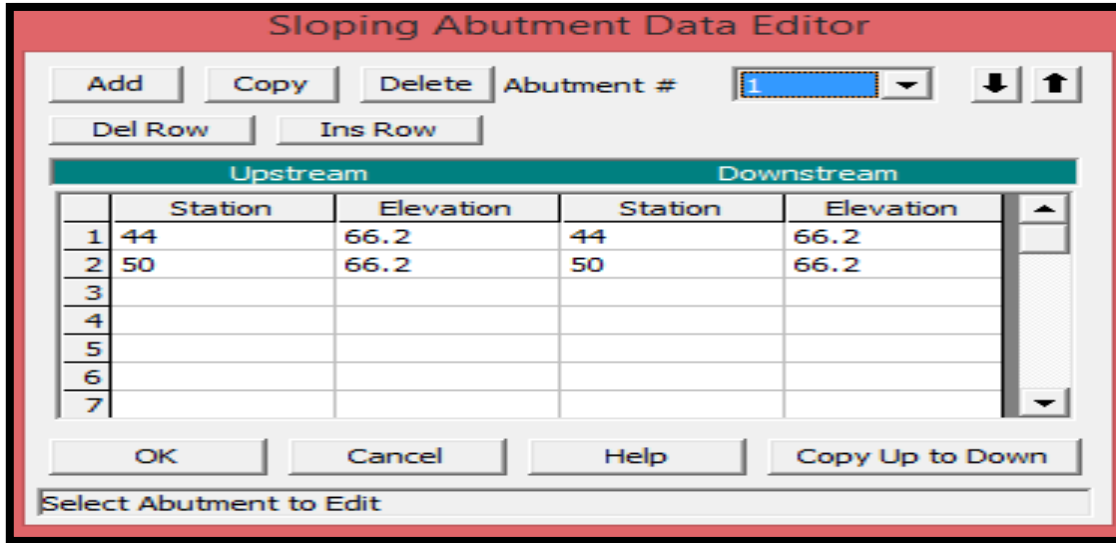 Sloping Abutment Data Editor
Add Copy Delete Abutment # 1
Del Row Ins Row
Upstream Downstream
Station Elevation Station Elevation
1 44 66.2 44 66.2
2 50 66.2 50 66.2
3
4
5
6
7
OK Cancel Help Copy Up to Down
Select Abutment to Edit